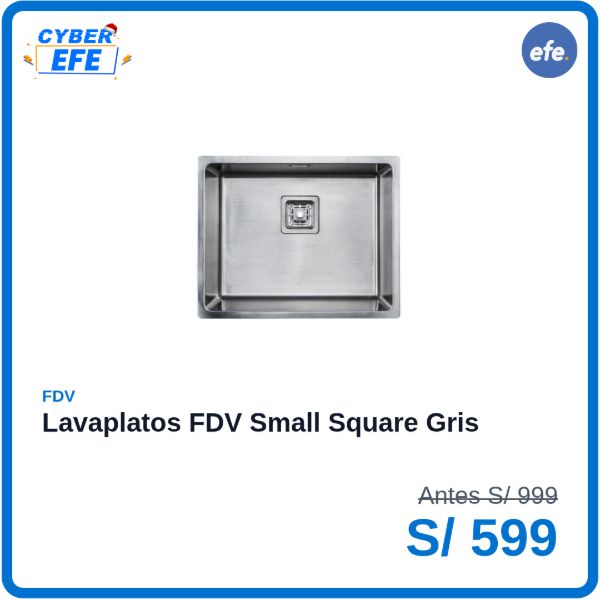 CYBER
EFE
efe.
FDV
Lavaplatos FDV Small Square Gris
Antes S/ 999
S/ 599